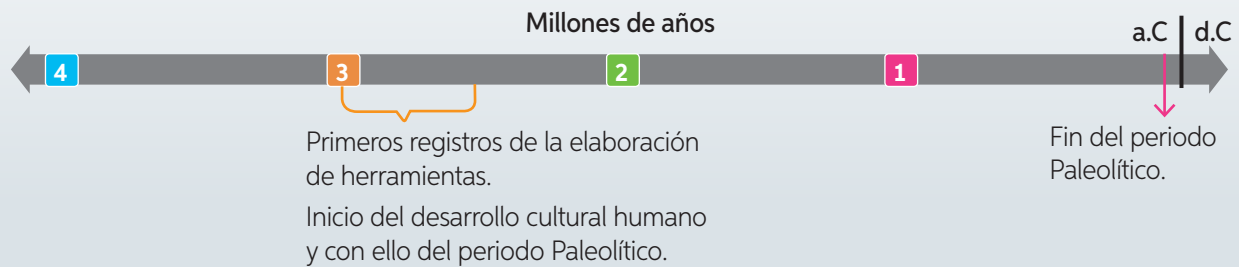 Millones de años
a.C d.C
4 3 2 1
Primeros registros de la elaboración
de herramientas.
Inicio del desarrollo cultural humano
y con ello del periodo Paleolítico.
Fin del periodo
Paleolítico.